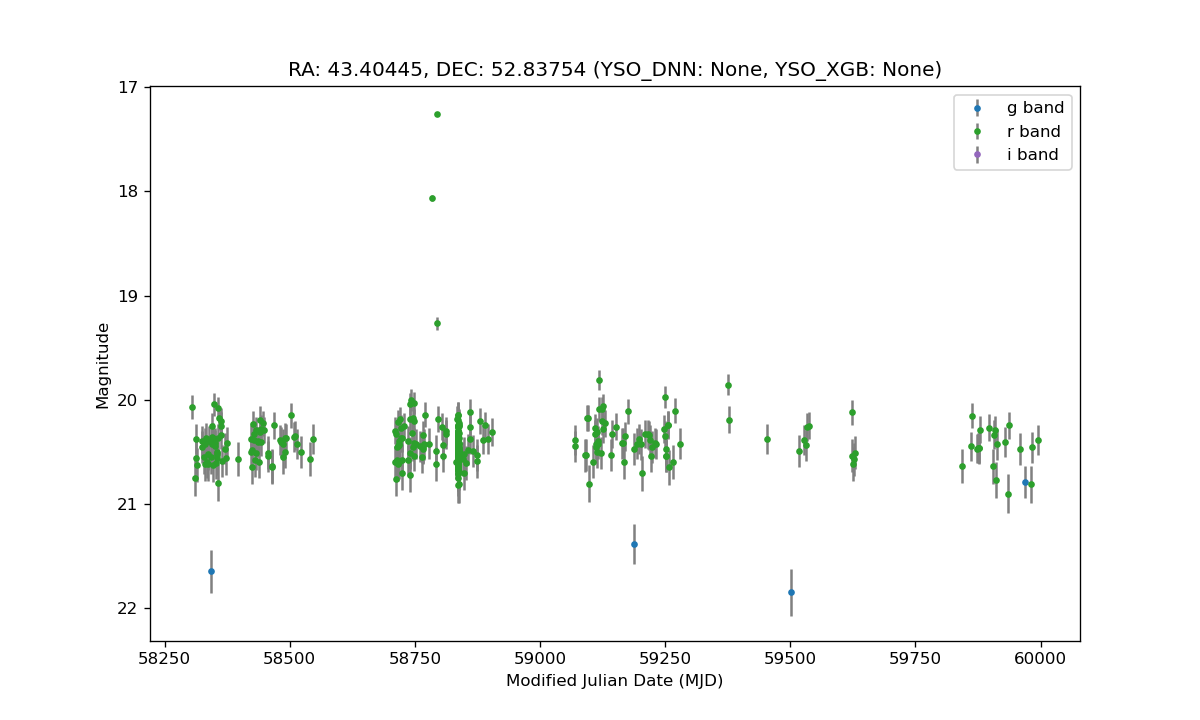 RA: 43.40445, DEC: 52.83754 (YSO_DNN: None, YSO_XGB: None)
17
18
19
20
21
22
Magnitude
g band
r band
i band
58250
58500
58750
59000
59250
59500
59750
60000
Modified Julian Date (MJD)